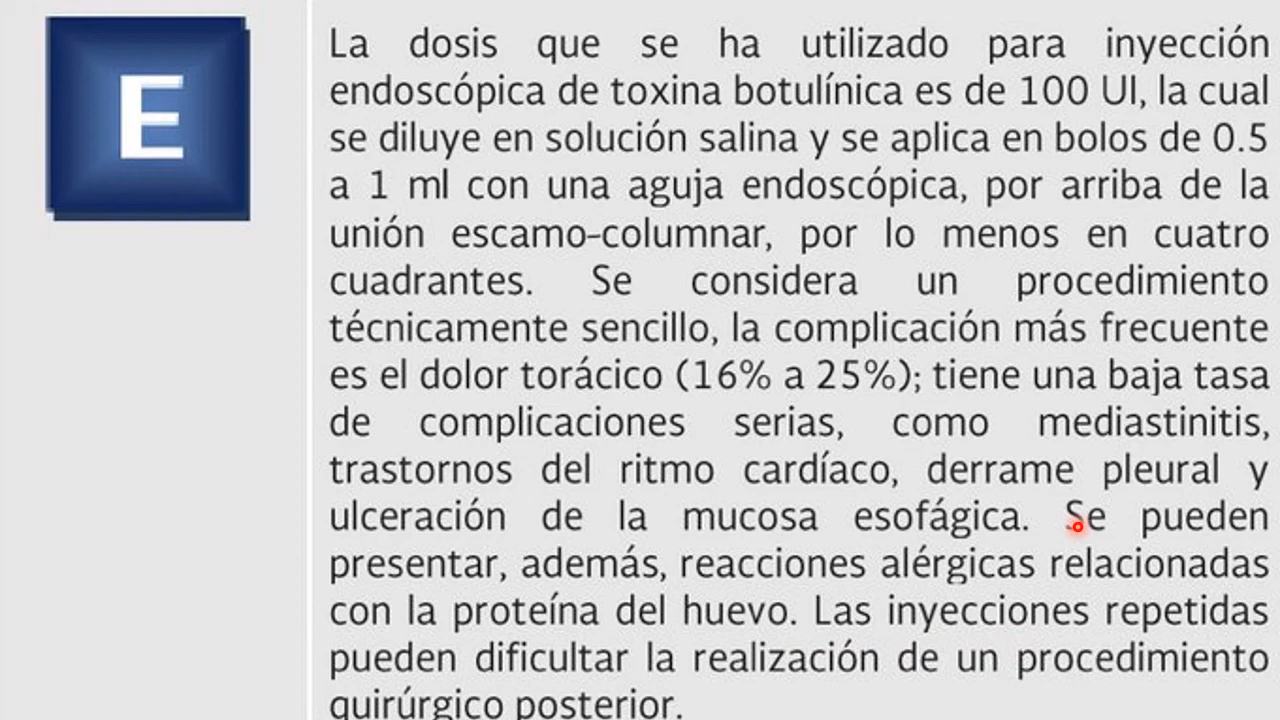 E
La dosis que se ha utilizado para inyección
endoscópica de toxina botulínica es de 100 UI, la cual
se diluye en solución salina y se aplica en bolos de 0.5
a 1 ml con una aguja endoscópica, por arriba de la
unión escamo-columnar, por lo menos en cuatro
cuadrantes. Se considera un procedimiento
técnicamente sencillo, la complicación más frecuente
es el dolor torácico (16% a 25%); tiene una baja tasa
de complicaciones serias, como mediastinitis,
trastornos del ritmo cardíaco, derrame pleural y
ulceración de la mucosa esofágica. Se pueden
presentar, además, reacciones alérgicas relacionadas
con la proteína del huevo. Las inyecciones repetidas
pueden dificultar la realización de un procedimiento
quirúrgico posterior.